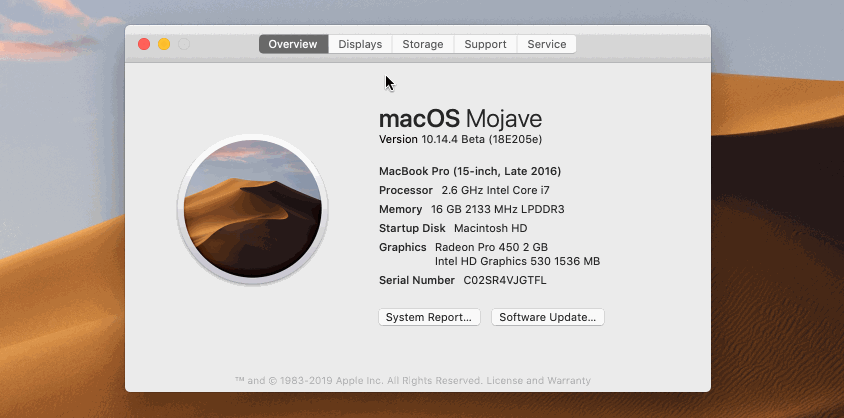 Overview Displays Storage Support Service
macOS Mojave
Version 10.14.4 Beta (18E205e)
MacBook Pro (15-inch, Late 2016)
Processor 2.6 GHz Intel Core i7
Memory 16 GB 2133 MHz LPDDR3
Startup Disk Macintosh HD
Graphics Radeon Pro 450 2 GB
Intel HD Graphics 530 1536 MB
Serial Number C02SR4VJGTFL
System Report... Software Update...
™ and © 1983-2019 Apple Inc. All Rights Reserved. License and Warranty